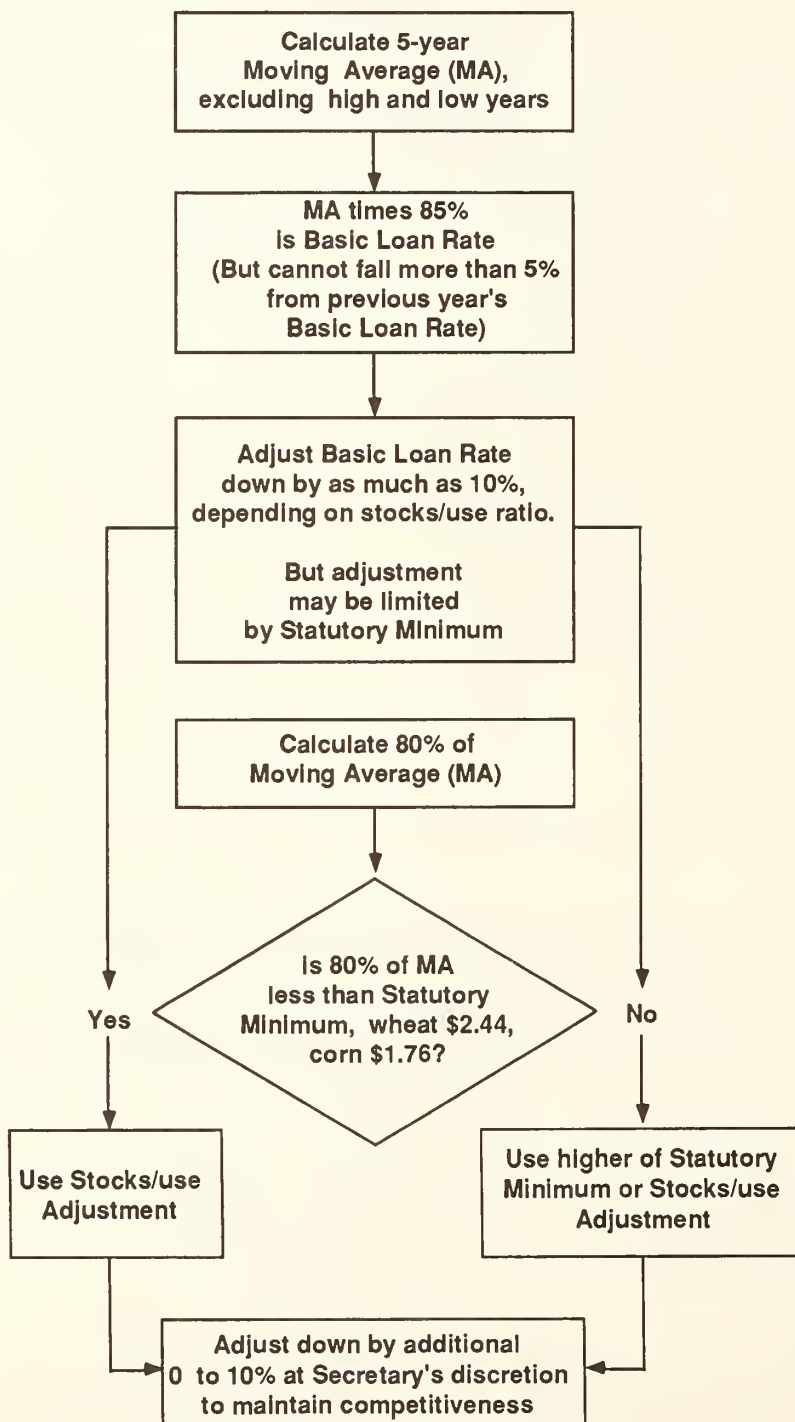 Calculate 5-year
Moving Average (MA),
excluding high and low years
MA times 85%
is Basic Loan Rate
(But cannot fall more than 5%
from previous year's
Basic Loan Rate)
Adjust Basic Loan Rate
down by as much as 10%,
depending on stocks/use ratio.
But adjustment
may be limited
by Statutory Minimum
Calculate 80% of
Moving Average (MA)
Is 80% of MA
less than Statutory
Minimum, wheat $2.44,
corn $1.76?
Yes
No
Use Stocks/use
Adjustment
Use higher of Statutory
Minimum or Stocks/use
Adjustment
Adjust down by additional
0 to 10% at Secretary's discretion
to maintain competitiveness